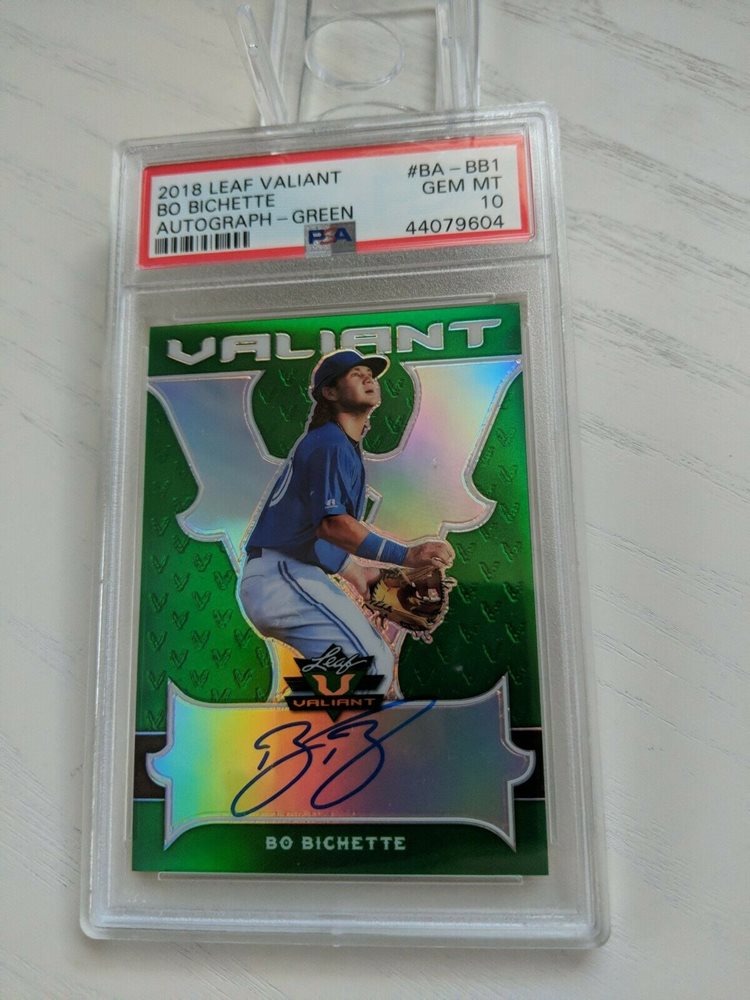 2018 LEAF VALIANT #BA-BB1
BO BICHETTE GEM MT
AUTOGRAPH-GREEN 10
PSA 44079604
VALIANT
Leaf
VALIANT
BO BICHETTE